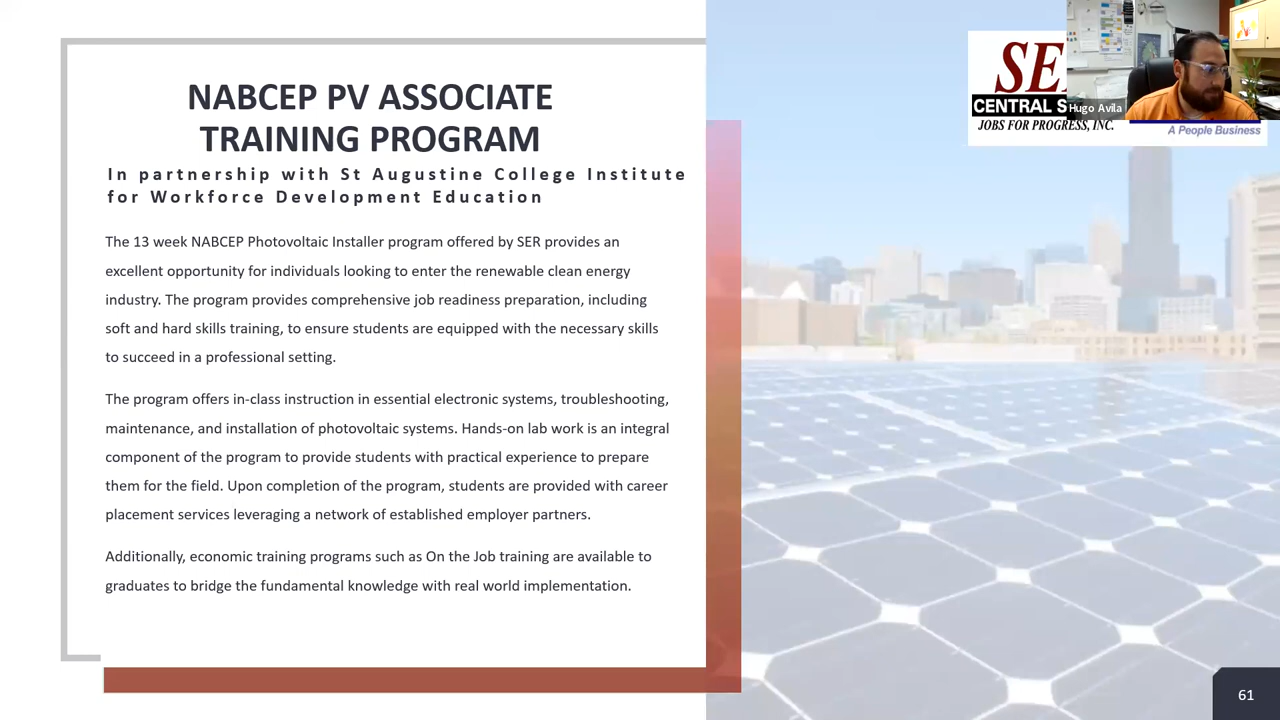 NABCEP PV ASSOCIATE
TRAINING PROGRAM
In partnership with St Augustine College Institute
for Workforce Development Education
The 13 week NABCEP Photovoltaic Installer program offered by SER provides an
excellent opportunity for individuals looking to enter the renewable clean energy
industry. The program provides comprehensive job readiness preparation, including
soft and hard skills training, to ensure students are equipped with the necessary skills
to succeed in a professional setting.
The program offers in-class instruction in essential electronic systems, troubleshooting,
maintenance, and installation of photovoltaic systems. Hands-on lab work is an integral
component of the program to provide students with practical experience to prepare
them for the field. Upon completion of the program, students are provided with career
placement services leveraging a network of established employer partners.
Additionally, economic training programs such as On the Job training are available to
graduates to bridge the fundamental knowledge with real world implementation.
SE
CENTRAL S
Hugo Avila
JOBS FOR PROGRESS, INC.
A People Business
61